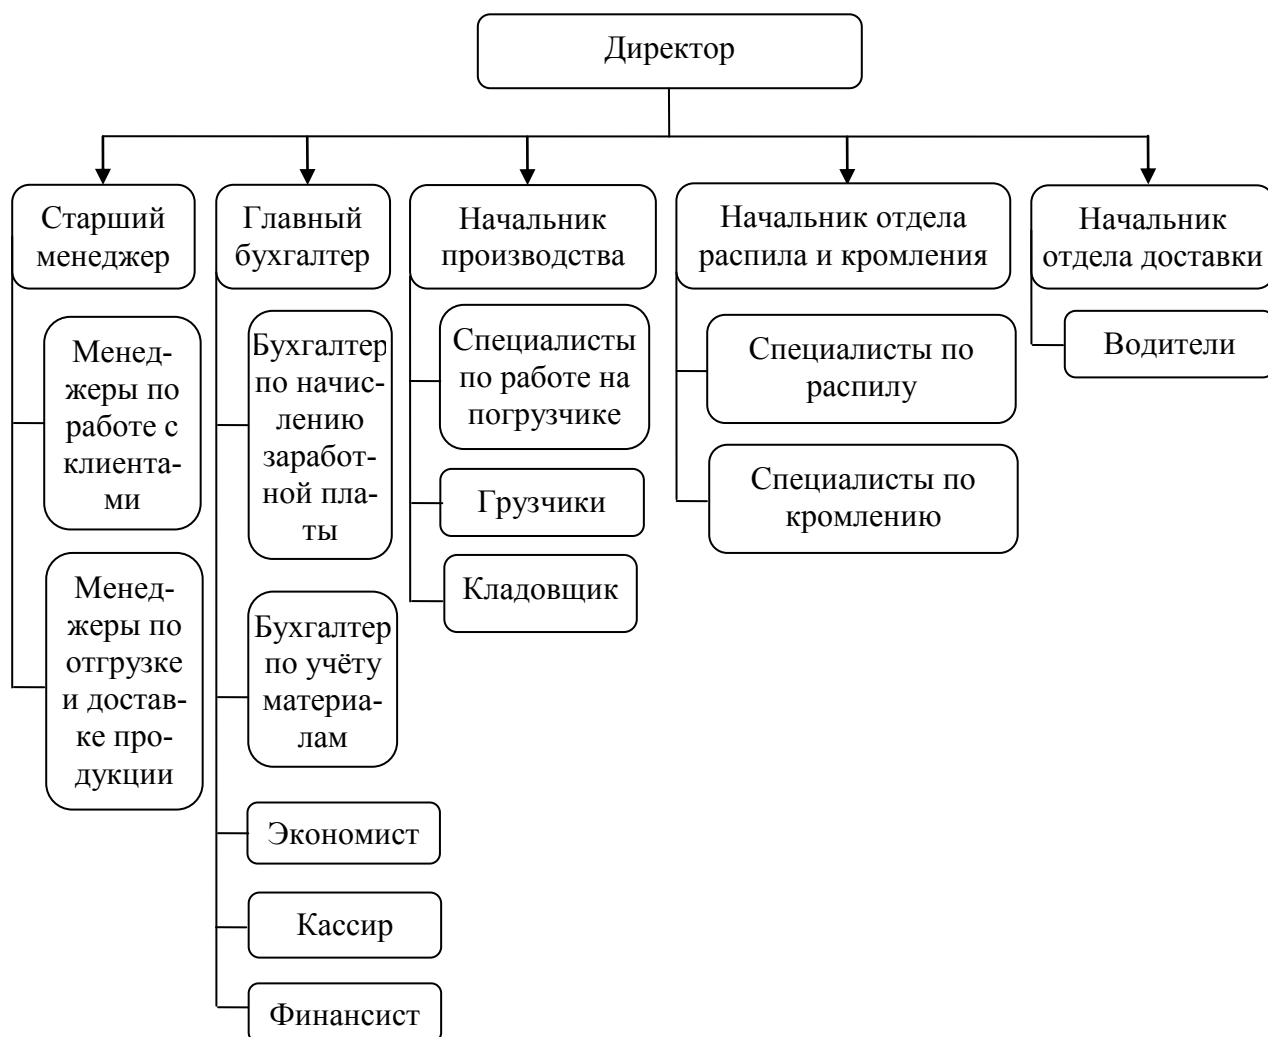 Директор
Старший
менеджер
Главный
бухгалтер
Начальник
производства
Начальник отдела
распила и кромления
Начальник
отдела доставки
Менед-
жеры по
работе с
клиента-
ми
Менед-
жеры по
отгрузке
и достав-
ке про-
дукции
Бухгалтер
по начис-
лению
заработ-
ной пла-
ты
Бухгалтер
по учёту
материа-
лам
Экономист
Кассир
Финансист
Специалисты
по работе на
погрузчике
Грузчики
Кладовщик
Специалисты по
распилу
Специалисты по
кромлению
Водители